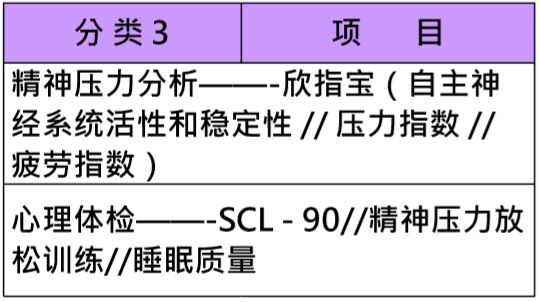 分类3 项目
精神压力分析———-欣指宝（自主神
经系统活性和稳定性 // 压力指数 //
疲劳指数）
心理体检———-SCL - 90//精神压力放
松训练//睡眠质量